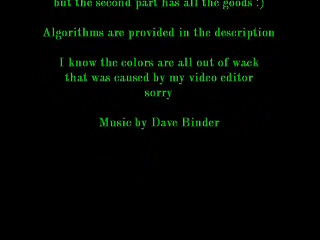 but the second part has all the goods :)
Algorithms are provided in the description
I know the colors are all out of wack
that was caused by my video editor
sorry
Music by Dave Binder